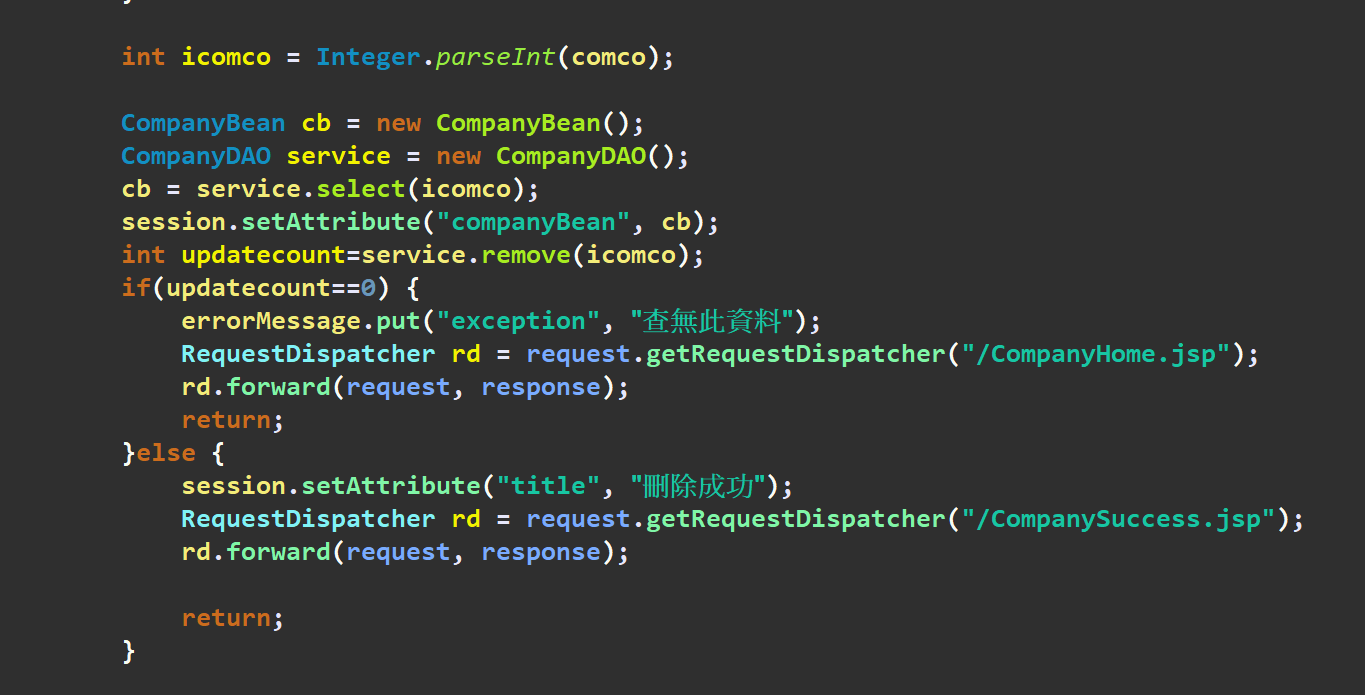 }
int icomco = Integer.parseInt(comco);
CompanyBean cb = new CompanyBean();
CompanyDAO service = new CompanyDAO();
cb = service.select(icomco);
session.setAttribute("companyBean", cb);
int updatecount=service.remove(icomco);
if(updatecount==0) {
errorMessage.put("exception", "查無此資料");
RequestDispatcher rd = request.getRequestDispatcher("/CompanyHome.jsp");
rd.forward(request, response);
return;
}else {
session.setAttribute("title", "刪除成功");
RequestDispatcher rd = request.getRequestDispatcher("/CompanySuccess.jsp");
rd.forward(request, response);
return;
}